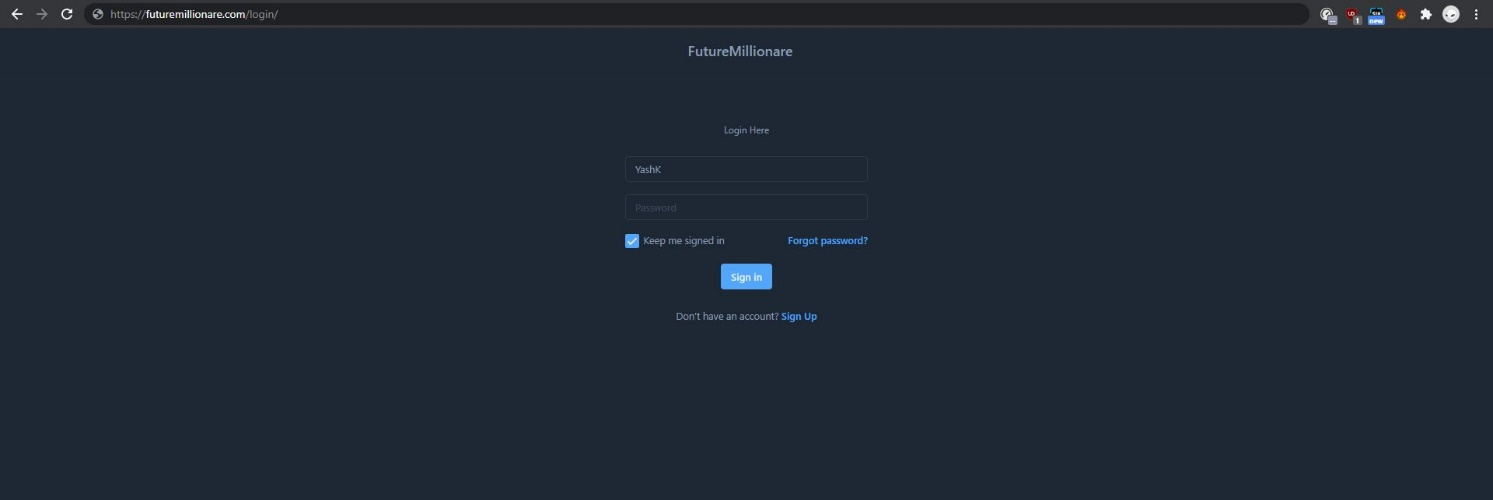 https://futuremillionare.com/login/
new
FutureMillionare
Login Here
YashK
Password
Keep me signed in Forgot password?
Sign in
Don't have an account? Sign Up